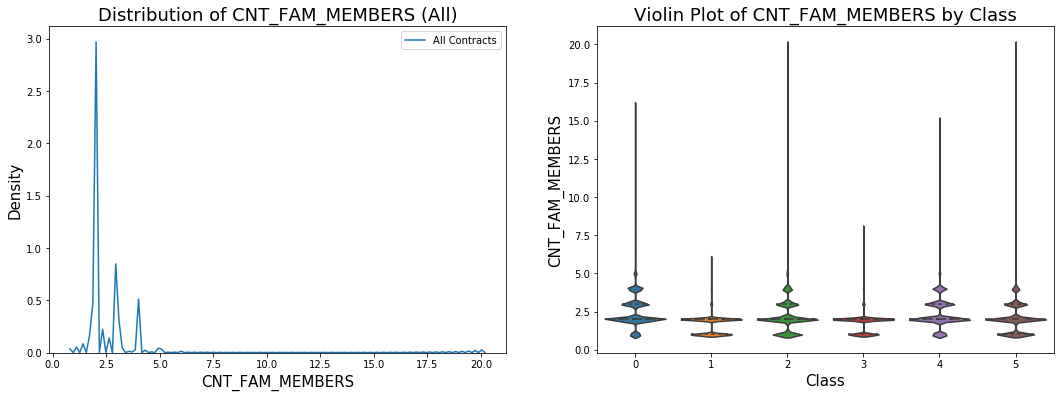 Distribution of CNT_FAM_MEMBERS (All)
All Contracts
3.0
2.5
2.0
1.5
1.0
0.5
0.0
Density
0.0 2.5 5.0 7.5 10.0 12.5 15.0 17.5 20.0
CNT_FAM_MEMBERS
Violin Plot of CNT_FAM_MEMBERS by Class
20.0
17.5
15.0
12.5
10.0
7.5
5.0
2.5
0.0
CNT_FAM_MEMBERS
0 1 2 3 4 5
Class